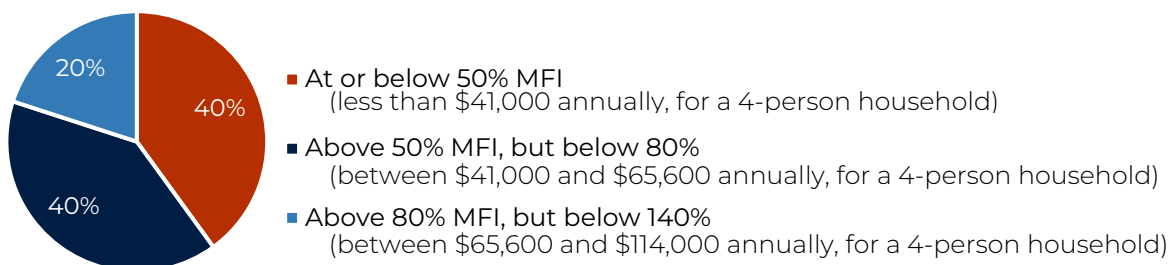 20%
40%
40%
At or below 50% MFI
(less than $41,000 annually, for a 4-person household)
Above 50% MFI, but below 80%
(between $41,000 and $65,600 annually, for a 4-person household)
Above 80% MFI, but below 140%
(between $65,600 and $114,000 annually, for a 4-person household)